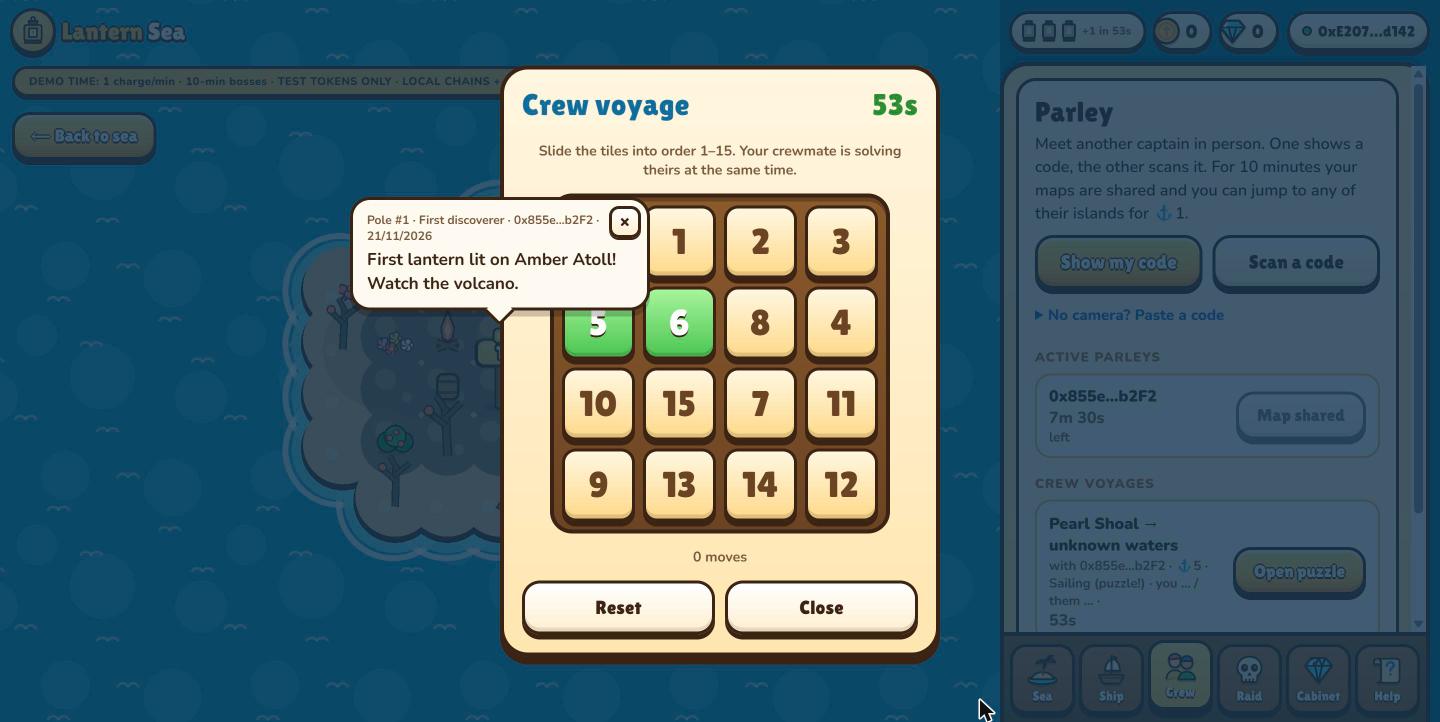 Lantern Sea
+1 in 53s
0
0
0xE207...d142
DEMO TIME: 1 charge/min · 10-min bosses · TEST TOKENS ONLY · LOCAL CHAINS
← Back to sea
Crew voyage
53s
Slide the tiles into order 1–15. Your crewmate is solving
theirs at the same time.
Pole #1 · First discoverer · 0x855e…b2F2 ·
21/11/2026
×
First lantern lit on Amber Atoll!
Watch the volcano.
1 2 3
5 6 8 4
10 15 7 11
9 13 14 12
0 moves
Reset
Close
Parley
Meet another captain in person. One shows a
code, the other scans it. For 10 minutes your
maps are shared and you can jump to any of
their islands for ⚓ 1.
Show my code
Scan a code
▶ No camera? Paste a code
ACTIVE PARLEYS
0x855e…b2F2
7m 30s
left
Map shared
CREW VOYAGES
Pearl Shoal →
unknown waters
with 0x855e…b2F2 · ⚓ 5 ·
Sailing (puzzle!) · you … /
them … ·
53s
Open puzzle
Sea
Ship
Crew
Raid
Cabinet
Help